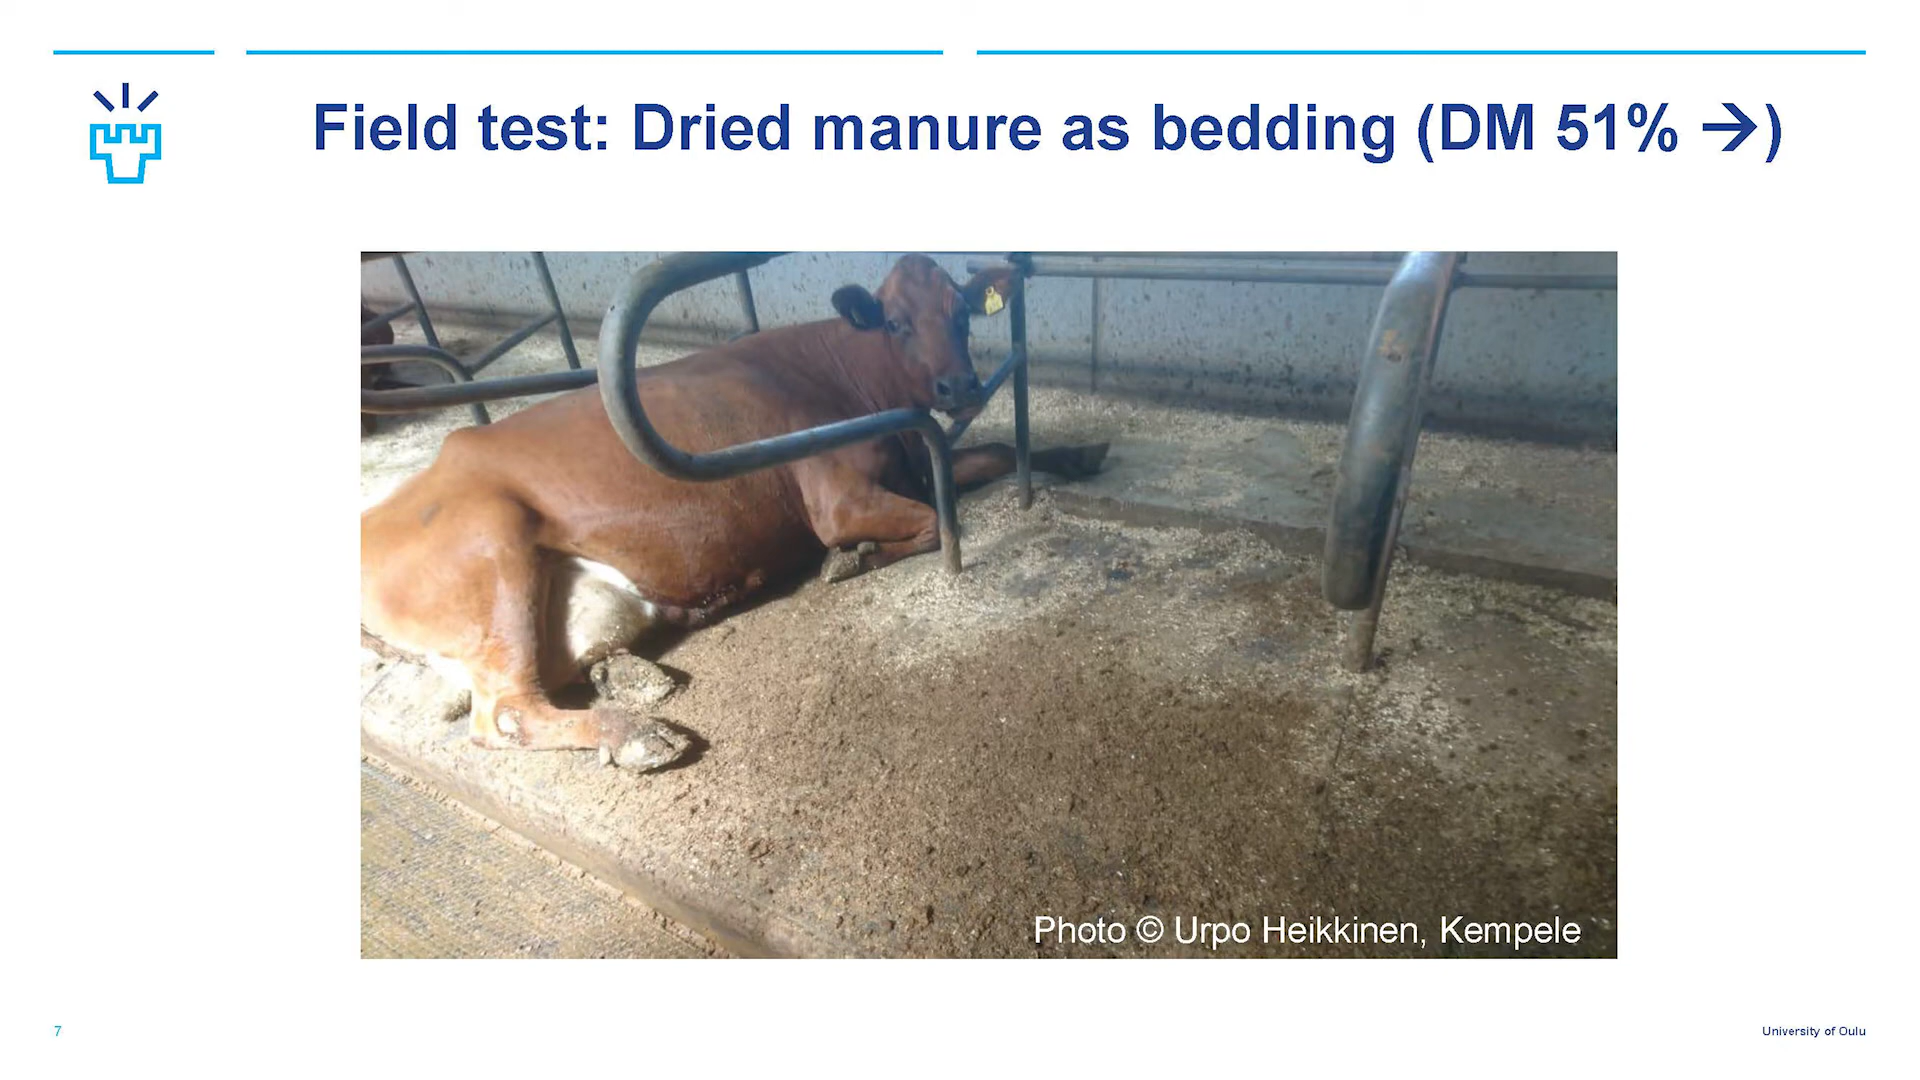 Field test: Dried manure as bedding (DM 51% →)
Photo © Urpo Heikkinen, Kempele
7
University of Oulu